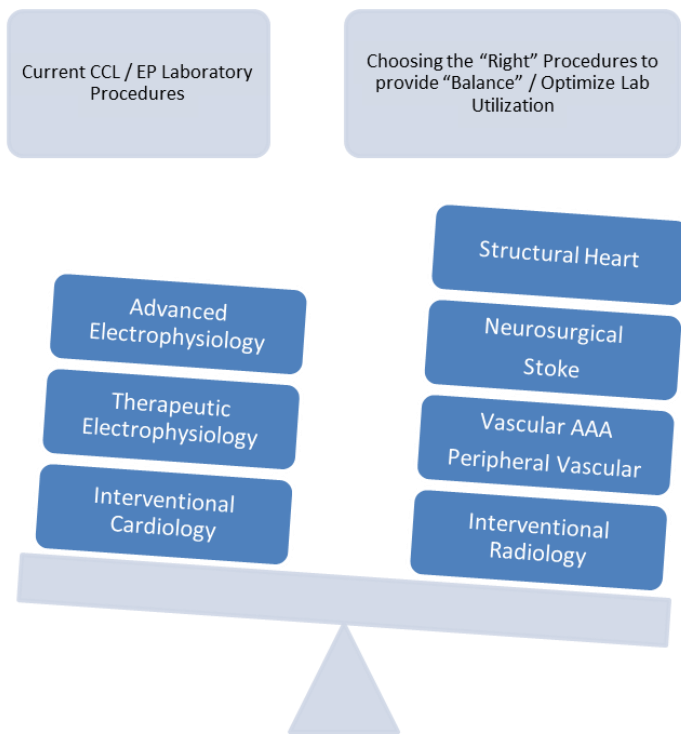 Current CCL / EP Laboratory
Procedures
Choosing the “Right” Procedures to
provide “Balance” / Optimize Lab
Utilization
Advanced
Electrophysiology
Therapeutic
Electrophysiology
Interventional
Cardiology
Structural Heart
Neurosurgical
Stoke
Vascular AAA
Peripheral Vascular
Interventional
Radiology